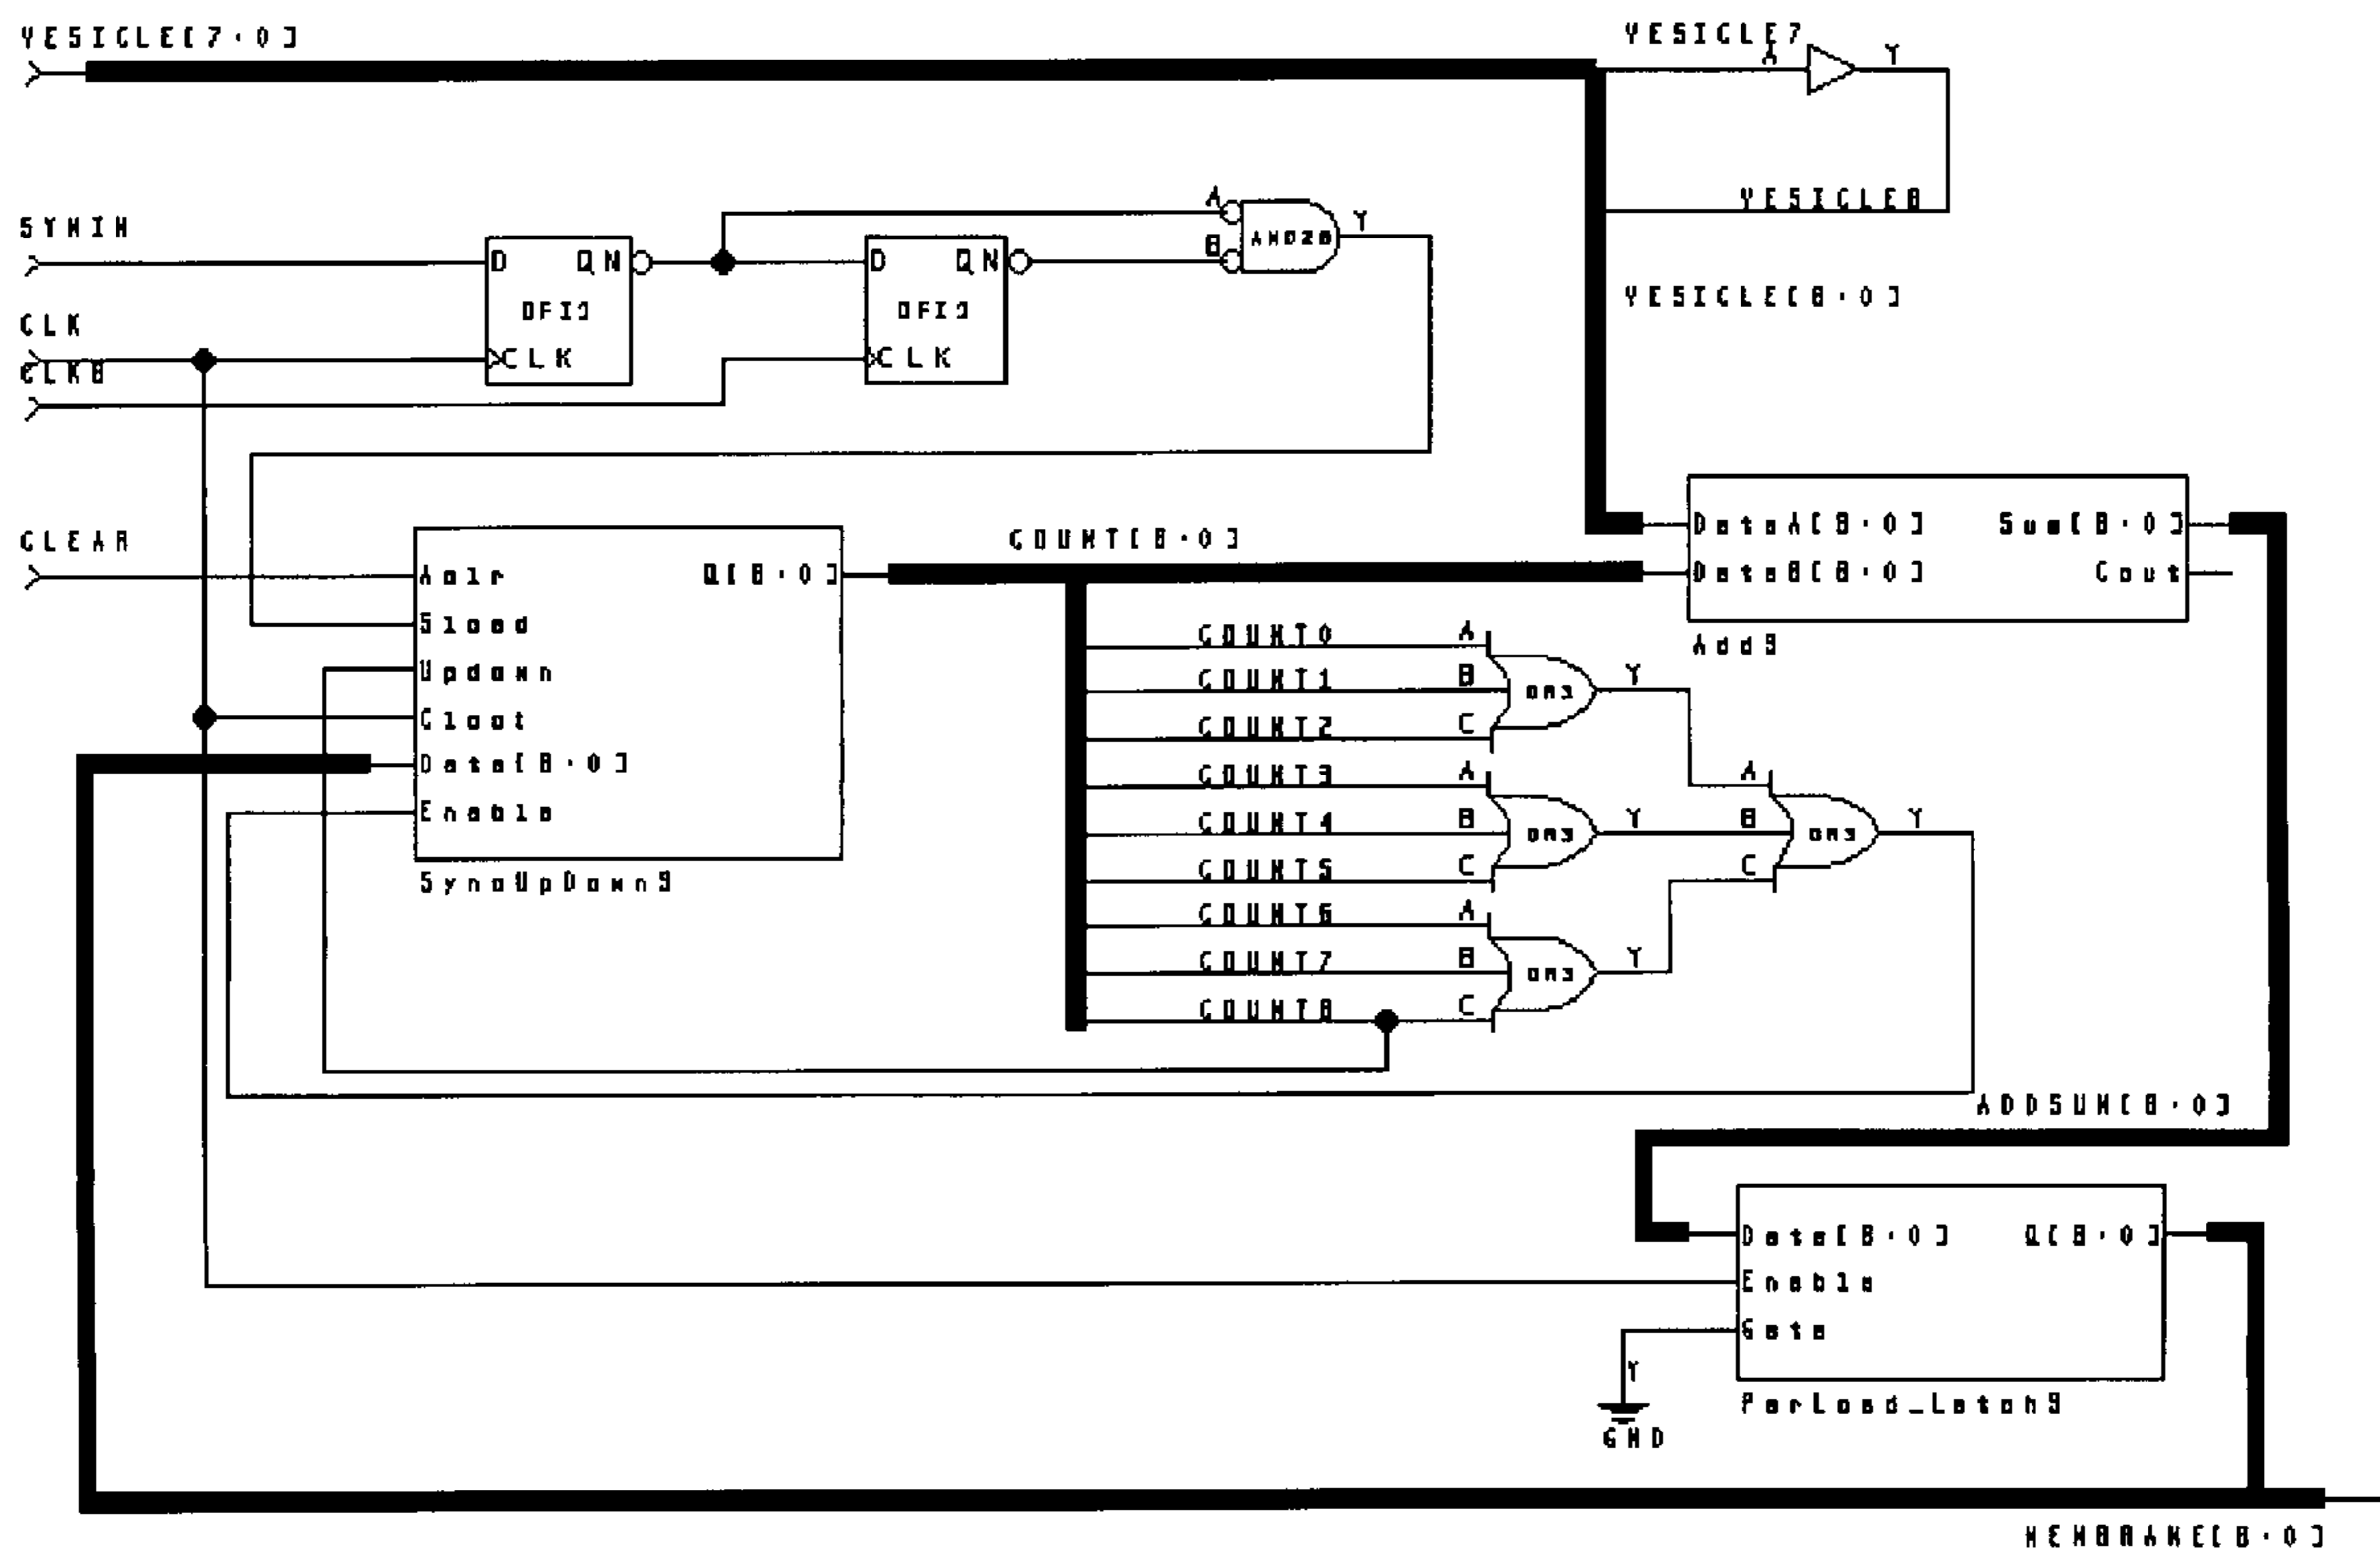 VESICLE[7:0]
VESICLE7
A
Y
VESICLE8
VESICLE[8:0]
SYNIN
D
QN
DFI3
CLK
D
QN
DFI3
CLK
A
B
AND2B
Y
CLK
CLKB
CLEAR
Aclr
Sload
Updown
Clock
Data[8:0]
Enable
Q[8:0]
SyncUpDown9
COUNT[8:0]
DataA[8:0]
Sum[8:0]
DataB[8:0]
Cout
Add9
COUNT0
A
COUNT1
B
COUNT2
C
OR3
Y
COUNT3
A
COUNT4
B
COUNT5
C
OR3
Y
COUNT6
A
COUNT7
B
COUNT8
C
OR3
Y
A
B
C
OR3
Y
ADDSUM[8:0]
Data[8:0]
Q[8:0]
Enable
Gate
Y
GND
ParLoad_Latch9
MEMBRANE[8:0]